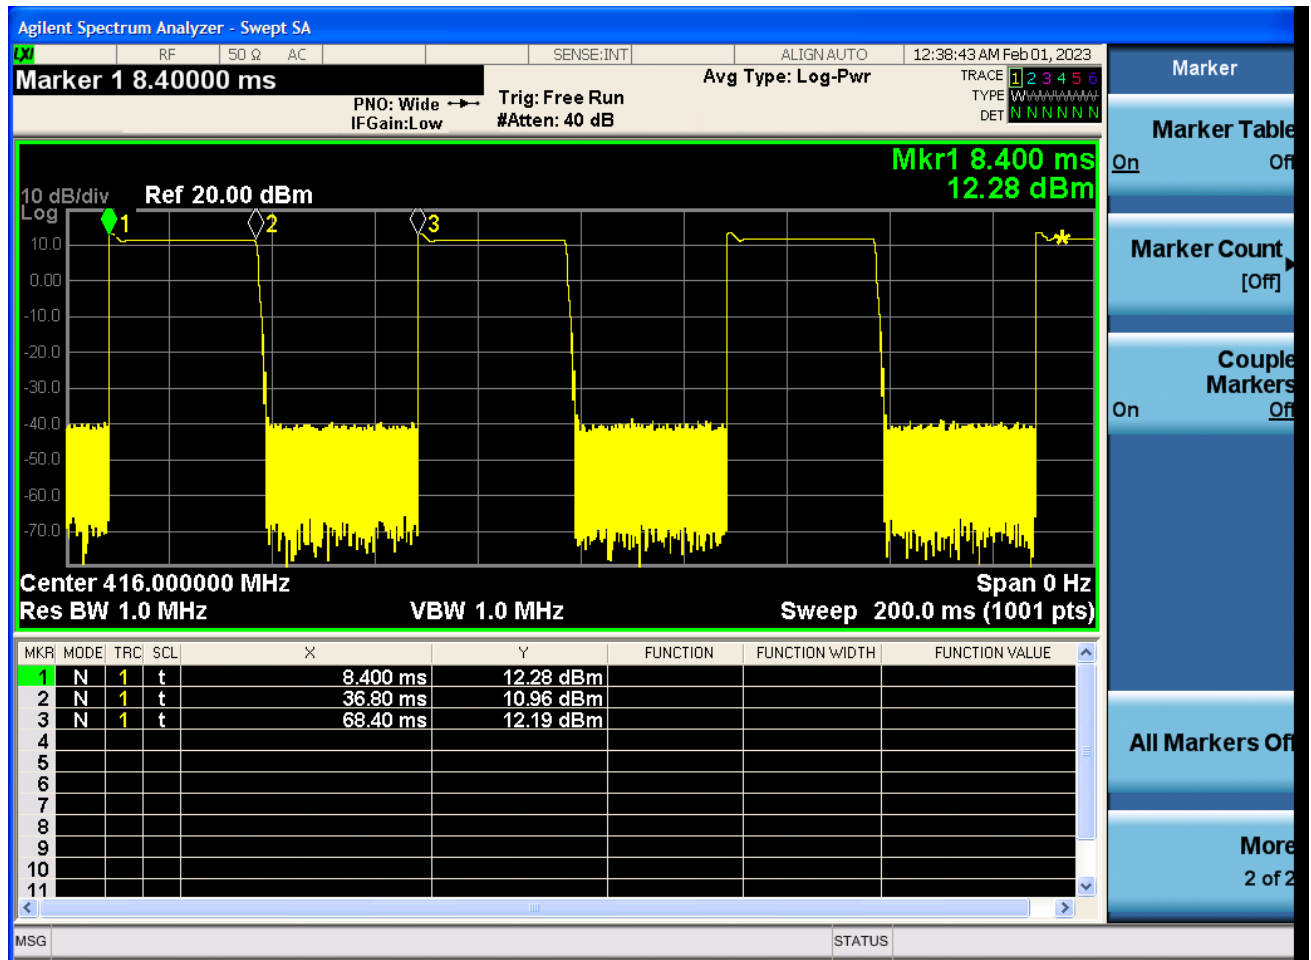 Agilent Spectrum Analyzer - Swept SA
LXI RF 50 Ω AC SENSE:INT ALIGN AUTO 12:38:43 AM Feb 01, 2023
Marker 1 8.40000 ms
PNO: Wide
IFGain:Low
Trig: Free Run
#Atten: 40 dB
Avg Type: Log-Pwr
TRACE 1 2 3 4 5 6
TYPE W
DET N N N N N N
Mkr1 8.400 ms
12.28 dBm
10 dB/div Ref 20.00 dBm
Log
1 2 3
10.0
0.00
-10.0
-20.0
-30.0
-40.0
-50.0
-60.0
-70.0
Center 416.000000 MHz Span 0 Hz
Res BW 1.0 MHz VBW 1.0 MHz Sweep 200.0 ms (1001 pts)
MKR MODE TRC SCL X Y FUNCTION FUNCTION WIDTH FUNCTION VALUE
1 N 1 t 8.400 ms 12.28 dBm
2 N 1 t 36.80 ms 10.96 dBm
3 N 1 t 68.40 ms 12.19 dBm
4
5
6
7
8
9
10
11
MSG STATUS
Marker
Marker Table
On Off
Marker Count
[Off]
Couple
Markers
On Off
All Markers Off
More
2 of 2